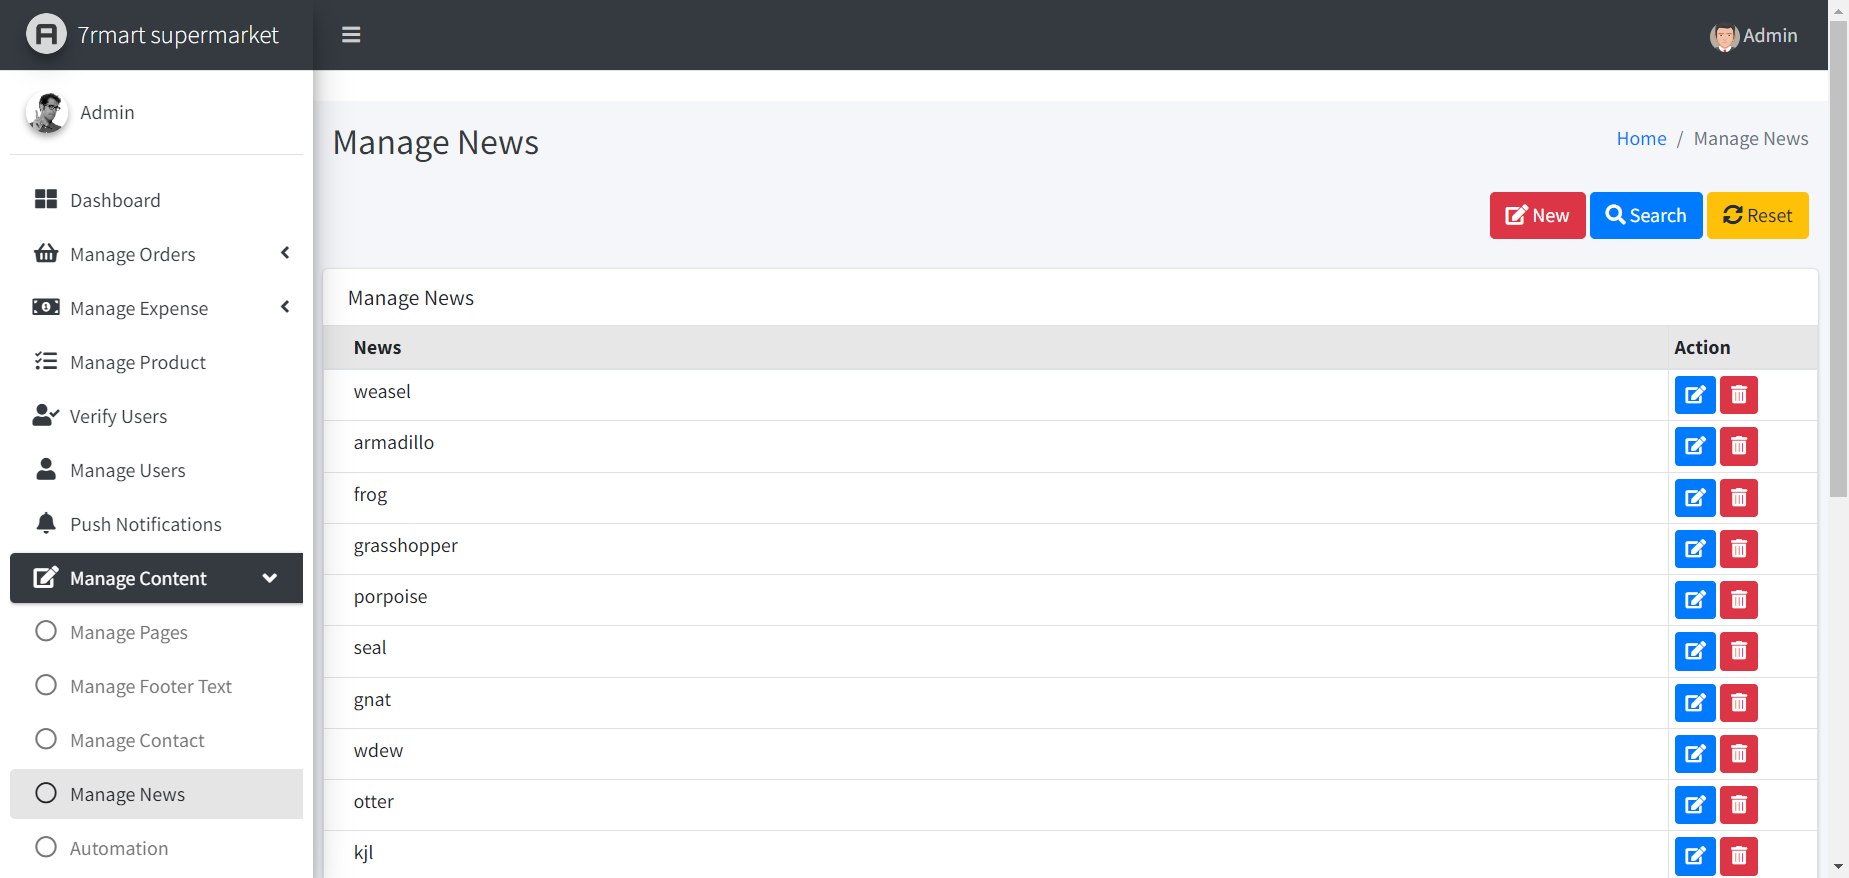 7rmart supermarket
Admin
Admin
Manage News
Home / Manage News
Dashboard
Manage Orders
Manage Expense
Manage Product
Verify Users
Manage Users
Push Notifications
Manage Content
Manage Pages
Manage Footer Text
Manage Contact
Manage News
Automation
New Search Reset
Manage News
News Action
weasel
armadillo
frog
grasshopper
porpoise
seal
gnat
wdew
otter
kjl